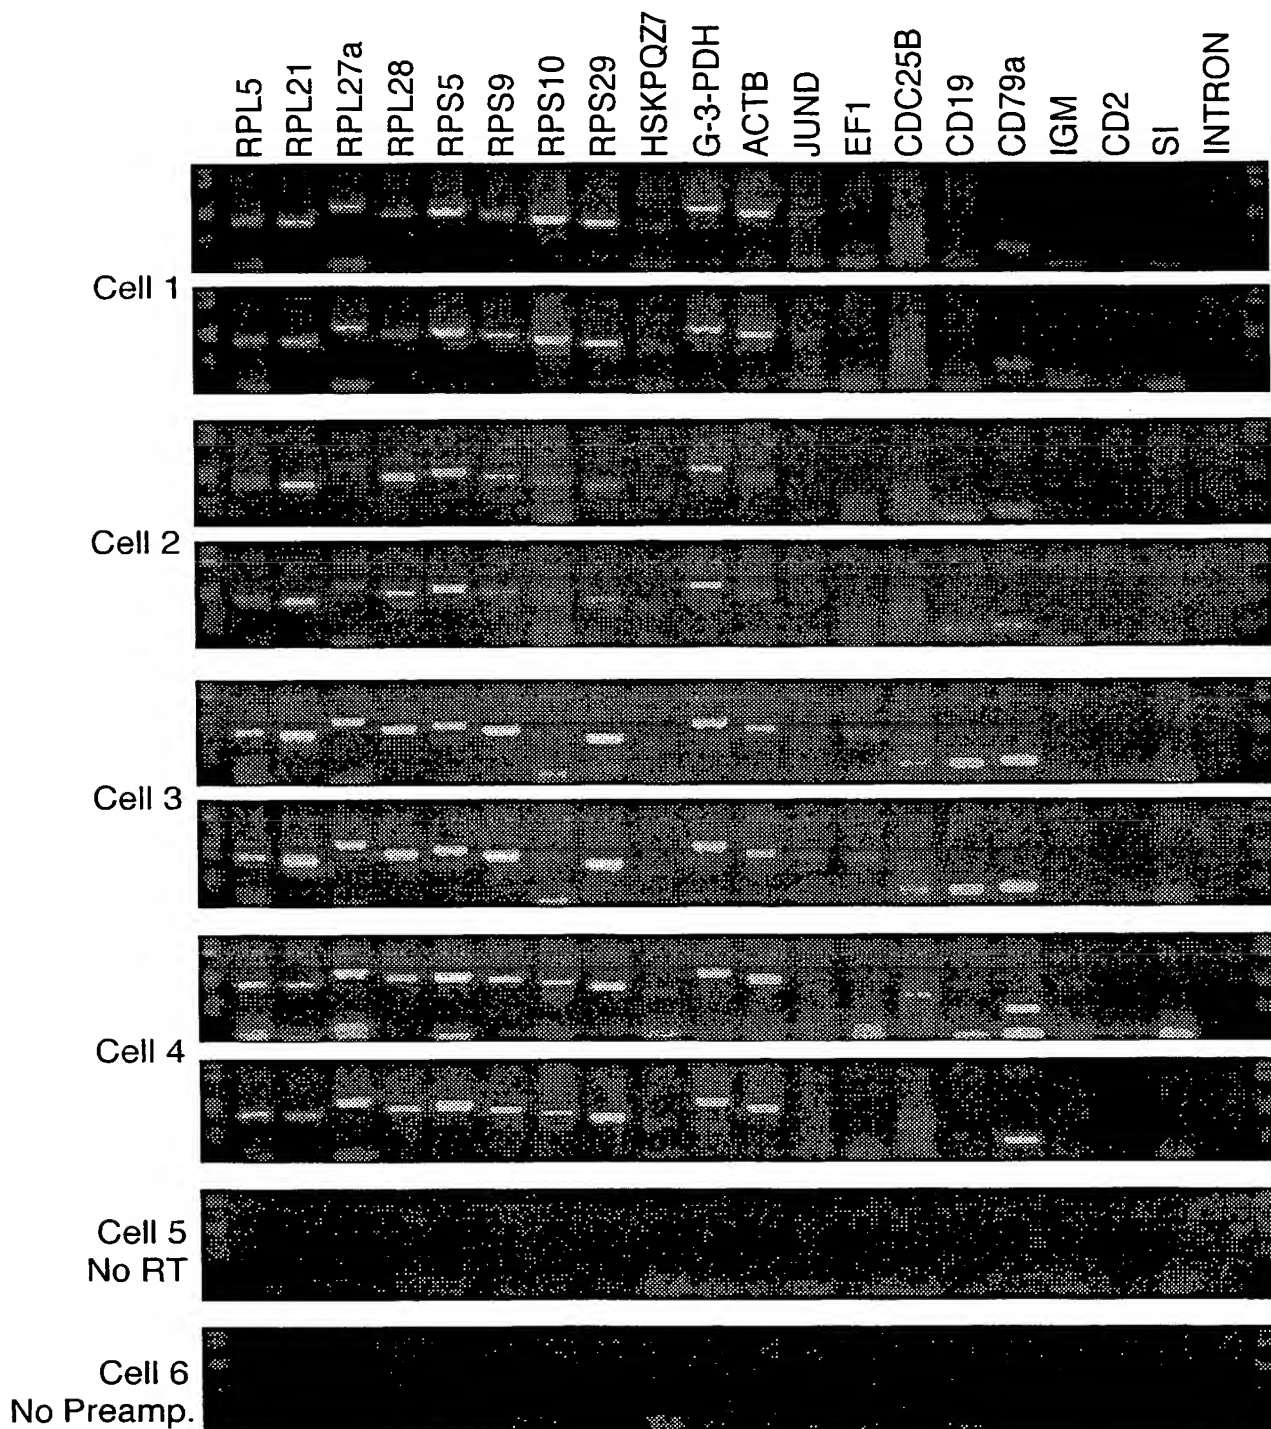 RPL5
RPL21
RPL27a
RPL28
RPS5
RPS9
RPS10
RPS29
HSKPQZ7
G-3-PDH
ACTB
JUND
EF1
CDC25B
CD19
CD79a
IGM
CD2
SI
INTRON
Cell 1
Cell 2
Cell 3
Cell 4
Cell 5
No RT
Cell 6
No Preamp.